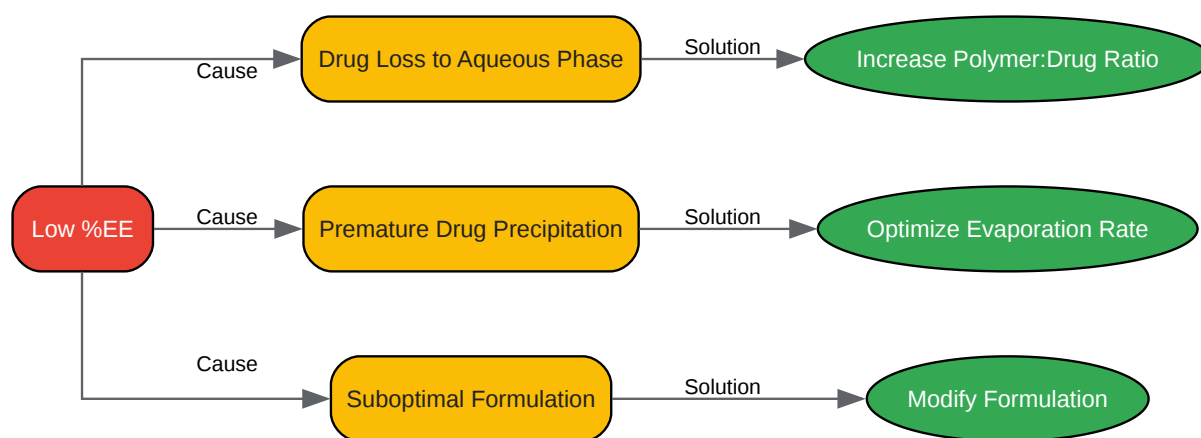 Drug Loss to Aqueous Phase
Solution
Increase Polymer:Drug Ratio
Cause
Low %EE
Cause
Premature Drug Precipitation
Solution
Optimize Evaporation Rate
Cause
Suboptimal Formulation
Solution
Modify Formulation